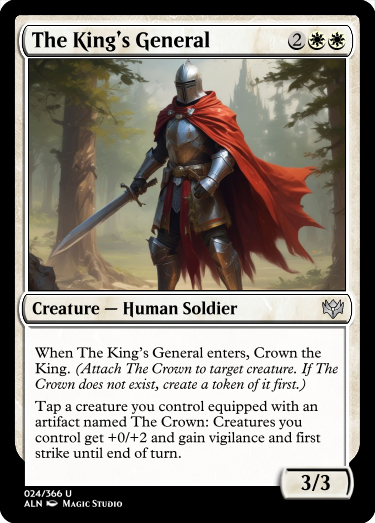 The King's General 2
Creature — Human Soldier
When The King's General enters, Crown the
King. (Attach The Crown to target creature. If The
Crown does not exist, create a token of it first.)
Tap a creature you control equipped with an
artifact named The Crown: Creatures you
control get +0/+2 and gain vigilance and first
strike until end of turn.
3/3
024/366 U
ALN Magic Studio